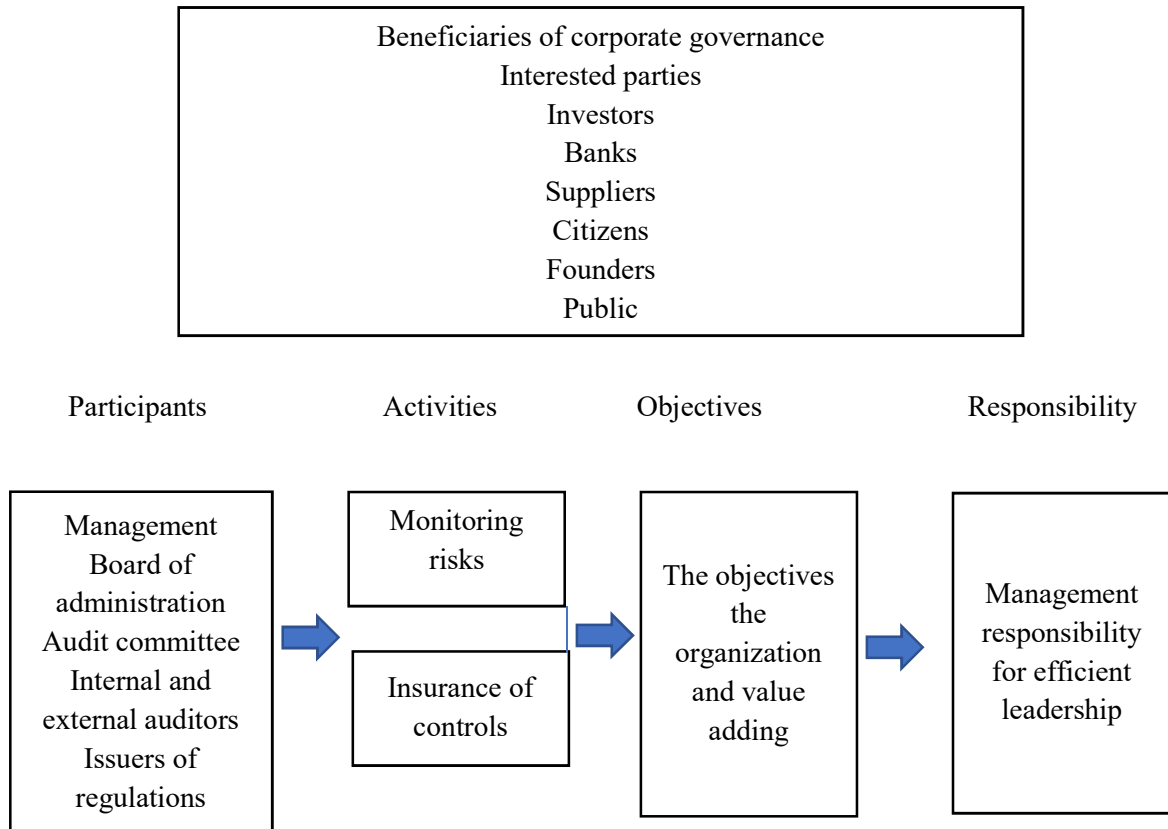 Beneficiaries of corporate governance
Interested parties
Investors
Banks
Suppliers
Citizens
Founders
Public
Participants
Activities
Objectives
Responsibility
Management
Board of
administration
Audit committee
Internal and
external auditors
Issuers of
regulations
Monitoring
risks
Insurance of
controls
The objectives
the
organization
and value
adding
Management
responsibility
for efficient
leadership